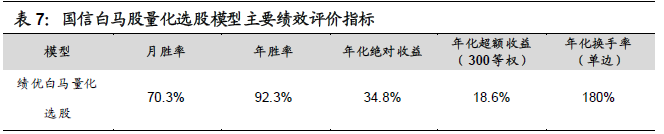 表 7：国信白马股量化选股模型主要绩效评价指标
模型 月胜率 年胜率 年化绝对收益 年化超额收益（300等权） 年化换手率（单边）
绩优白马量化选股 70.3% 92.3% 34.8% 18.6% 180%